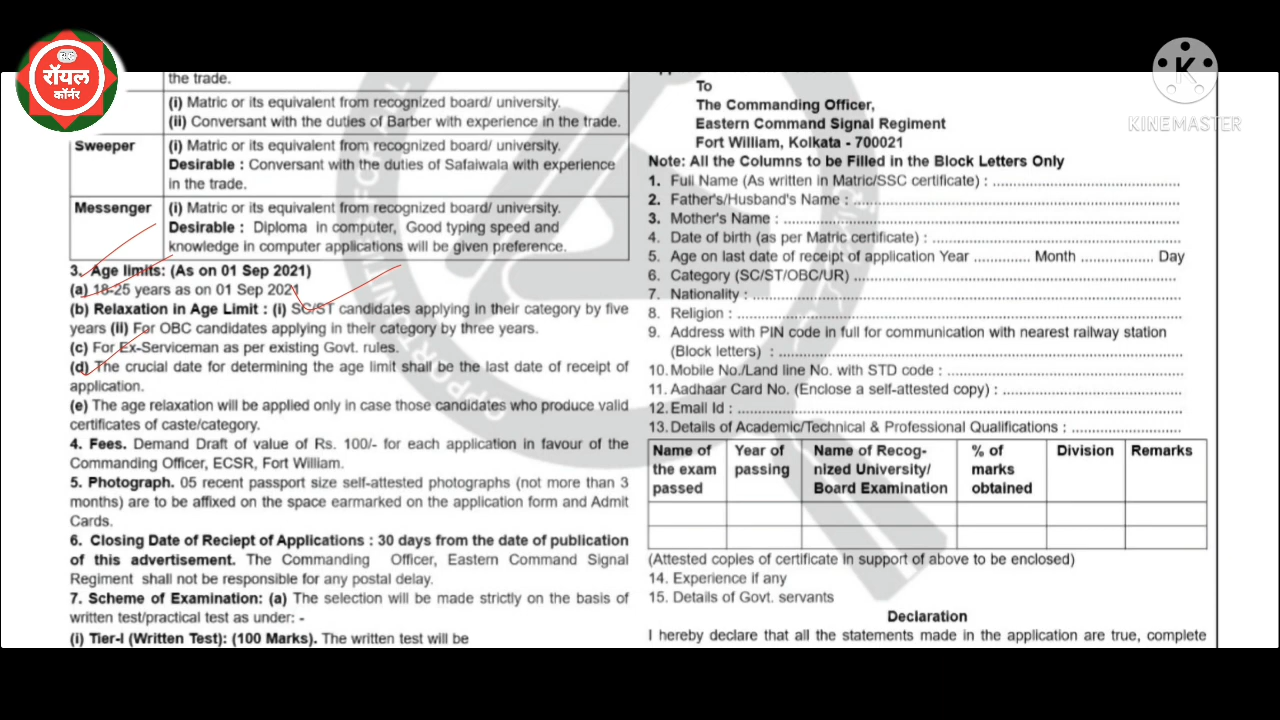 रॉयल
कॉर्नर
KINEMASTER
the trade.
(i) Matric or its equivalent from recognized board/ university.
(ii) Conversant with the duties of Barber with experience in the trade.
Sweeper
(i) Matric or its equivalent from recognized board/ university.
Desirable : Conversant with the duties of Safaiwala with experience
in the trade.
Messenger
(i) Matric or its equivalent from recognized board/ university.
Desirable : Diploma in computer, Good typing speed and
knowledge in computer applications will be given preference.
3. Age limits: (As on 01 Sep 2021)
(a) 18-25 years as on 01 Sep 2021
(b) Relaxation in Age Limit : (i) SC/ST candidates applying in their category by five
years (ii) For OBC candidates applying in their category by three years.
(c) For Ex-Serviceman as per existing Govt. rules.
(d) The crucial date for determining the age limit shall be the last date of receipt of
application.
(e) The age relaxation will be applied only in case those candidates who produce valid
certificates of caste/category.
4. Fees. Demand Draft of value of Rs. 100/- for each application in favour of the
Commanding Officer, ECSR, Fort William.
5. Photograph. 05 recent passport size self-attested photographs (not more than 3
months) are to be affixed on the space earmarked on the application form and Admit
Cards.
6. Closing Date of Reciept of Applications : 30 days from the date of publication
of this advertisement. The Commanding Officer, Eastern Command Signal
Regiment shall not be responsible for any postal delay.
7. Scheme of Examination: (a) The selection will be made strictly on the basis of
written test/practical test as under: -
(i) Tier-I (Written Test): (100 Marks). The written test will be
To
The Commanding Officer,
Eastern Command Signal Regiment
Fort William, Kolkata - 700021
Note: All the Columns to be Filled in the Block Letters Only
1. Full Name (As written in Matric/SSC certificate) : ..........................................
2. Father's/Husband's Name : ..........................................
3. Mother's Name : ..........................................
4. Date of birth (as per Matric certificate) : ..........................................
5. Age on last date of receipt of application Year ............. Month ................ Day
6. Category (SC/ST/OBC/UR) ..........................................
7. Nationality : ..........................................
8. Religion : ..........................................
9. Address with PIN code in full for communication with nearest railway station
(Block letters) : ..........................................
10. Mobile No./Land line No. with STD code : ..........................................
11. Aadhaar Card No. (Enclose a self-attested copy) : ..........................................
12. Email Id : ..........................................
13. Details of Academic/Technical & Professional Qualifications : .........................
Name of the exam passed | Year of passing | Name of Recog-nized University/ Board Examination | % of marks obtained | Division | Remarks
(Attested copies of certificate in support of above to be enclosed)
14. Experience if any
15. Details of Govt. servants
Declaration
I hereby declare that all the statements made in the application are true, complete